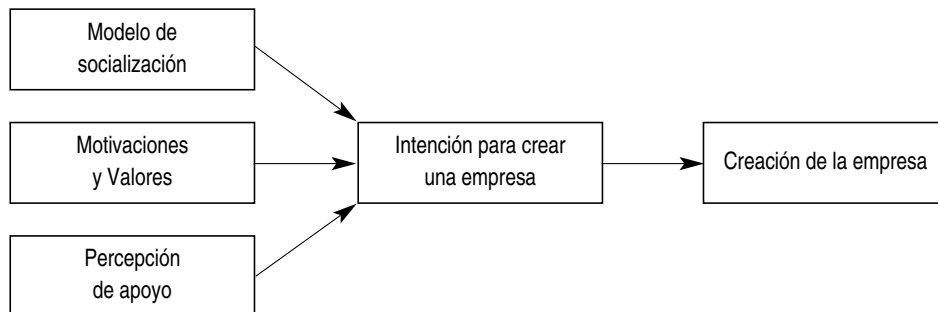 Modelo de
socialización
Motivaciones
y Valores
Percepción
de apoyo
Intención para crear
una empresa
Creación de la empresa